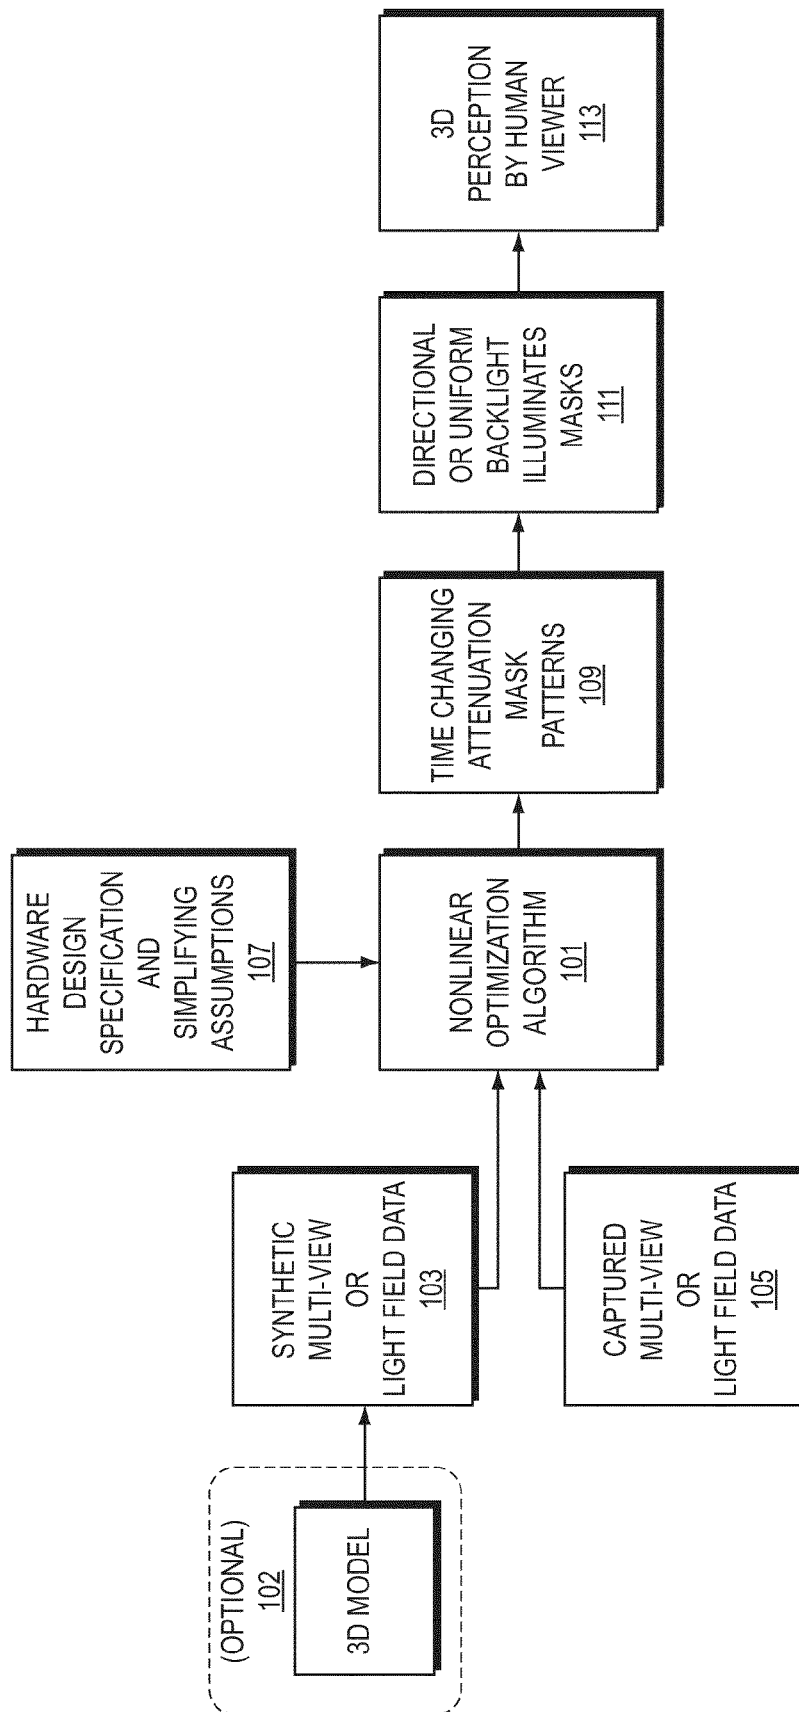 (OPTIONAL)
102
3D MODEL
SYNTHETIC
MULTI-VIEW
OR
LIGHT FIELD DATA
103
CAPTURED
MULTI-VIEW
OR
LIGHT FIELD DATA
105
HARDWARE
DESIGN
SPECIFICATION
AND
SIMPLIFYING
ASSUMPTIONS
107
NONLINEAR
OPTIMIZATION
ALGORITHM
101
TIME CHANGING
ATTENUATION
MASK
PATTERNS
109
DIRECTIONAL
OR UNIFORM
BACKLIGHT
ILLUMINATES
MASKS
111
3D
PERCEPTION
BY HUMAN
VIEWER
113